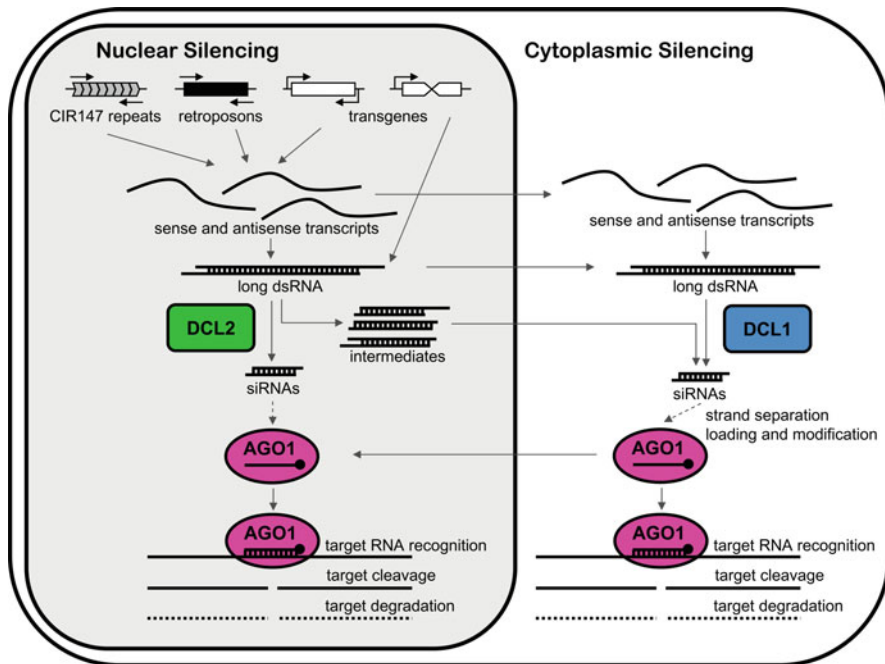 Nuclear Silencing
Cytoplasmic Silencing
CIR147 repeats
retroposons
transgenes
sense and antisense transcripts
sense and antisense transcripts
long dsRNA
long dsRNA
DCL2
DCL1
intermediates
siRNAs
siRNAs
strand separation
loading and modification
AGO1
AGO1
AGO1
AGO1
target RNA recognition
target RNA recognition
target cleavage
target cleavage
target degradation
target degradation